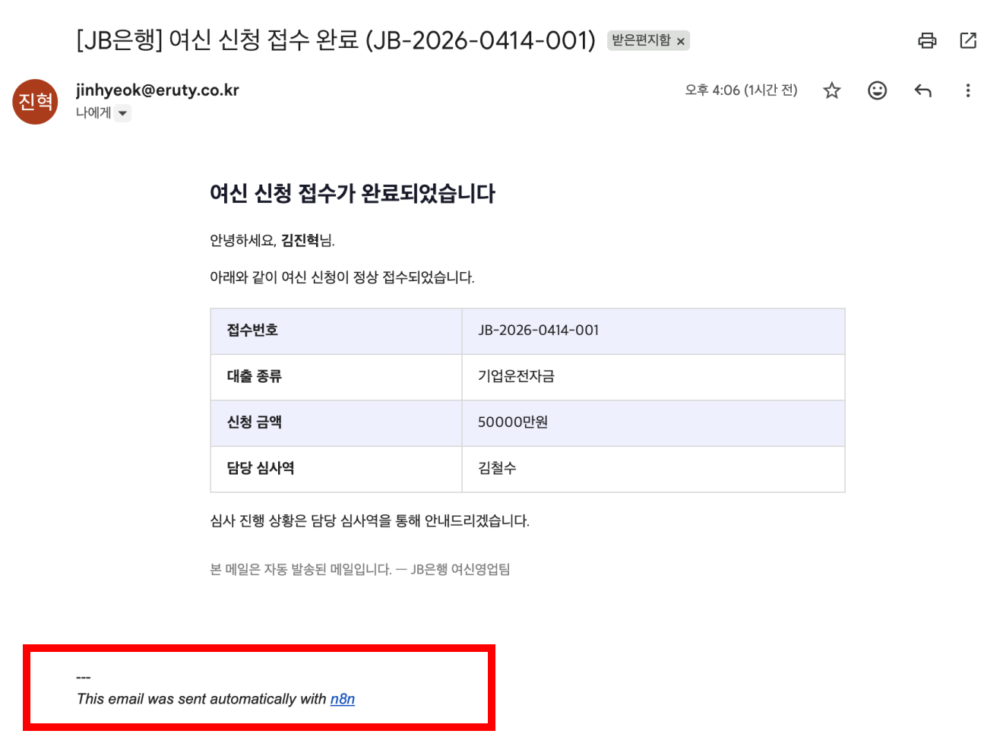 [JB은행] 여신 신청 접수 완료 (JB-2026-0414-001) 받은편지함 ×
진혁
jinhyeok@eruty.co.kr
오후 4:06 (1시간 전)
나에게
여신 신청 접수가 완료되었습니다
안녕하세요, 김진혁님.
아래와 같이 여신 신청이 정상 접수되었습니다.
접수번호 JB-2026-0414-001
대출 종류 기업운전자금
신청 금액 50000만원
담당 심사역 김철수
심사 진행 상황은 담당 심사역을 통해 안내드리겠습니다.
본 메일은 자동 발송된 메일입니다. — JB은행 여신영업팀
---
This email was sent automatically with n8n